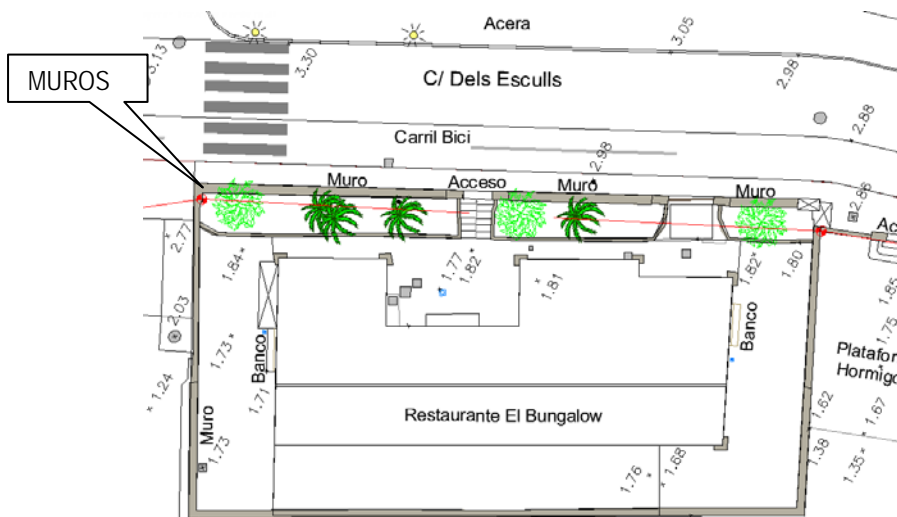 Acera
3.05
3.13
3.30
2.98
C/ Dels Esculls
MUROS
2.88
Carril Bici
2.98
Muro
Acceso
Muro
Muro
2.86
Ac
2.77
1.84
1.77
1.82
1.81
1.82
1.80
1.85
2.03
1.73
Banco
Banco
1.75
Platafor
Hormigo
1.24
1.71
Restaurante El Bungalow
1.62
1.67
Muro
1.73
1.38
1.35
1.76
1.68